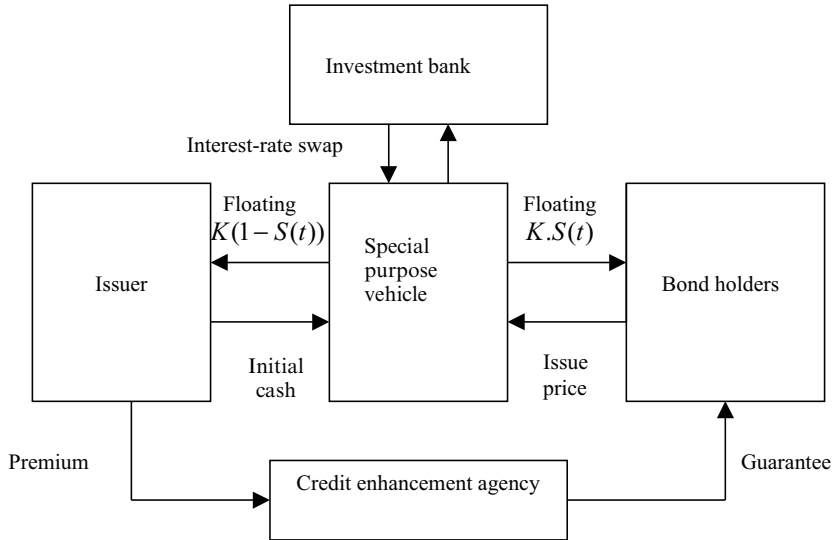 Investment bank
Interest-rate swap
Floating
K(1 − S(t))
Floating
K.S(t)
Issuer
Special
purpose
vehicle
Bond holders
Initial
cash
Issue
price
Premium
Credit enhancement agency
Guarantee